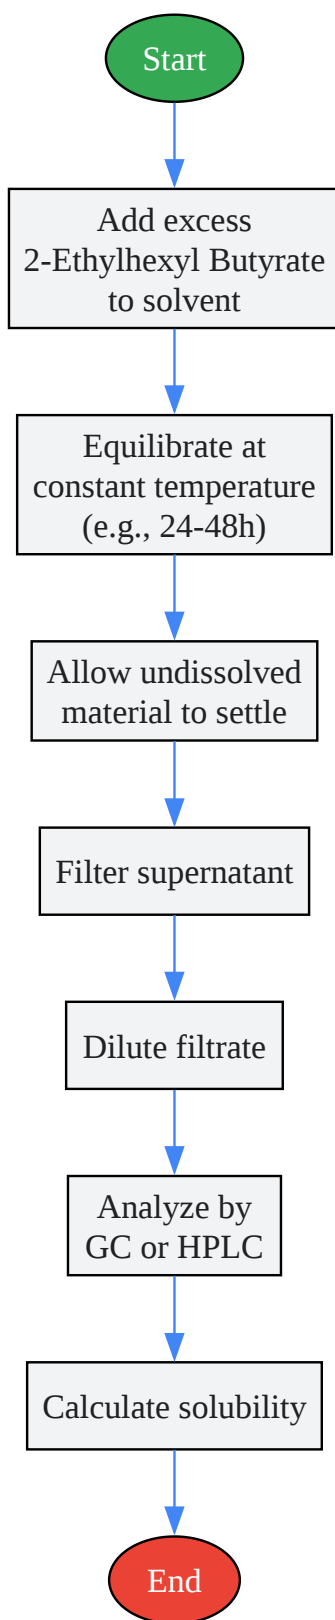 Start
Add excess
2-Ethylhexyl Butyrate
to solvent
Equilibrate at
constant temperature
(e.g., 24-48h)
Allow undissolved
material to settle
Filter supernatant
Dilute filtrate
Analyze by
GC or HPLC
Calculate solubility
End